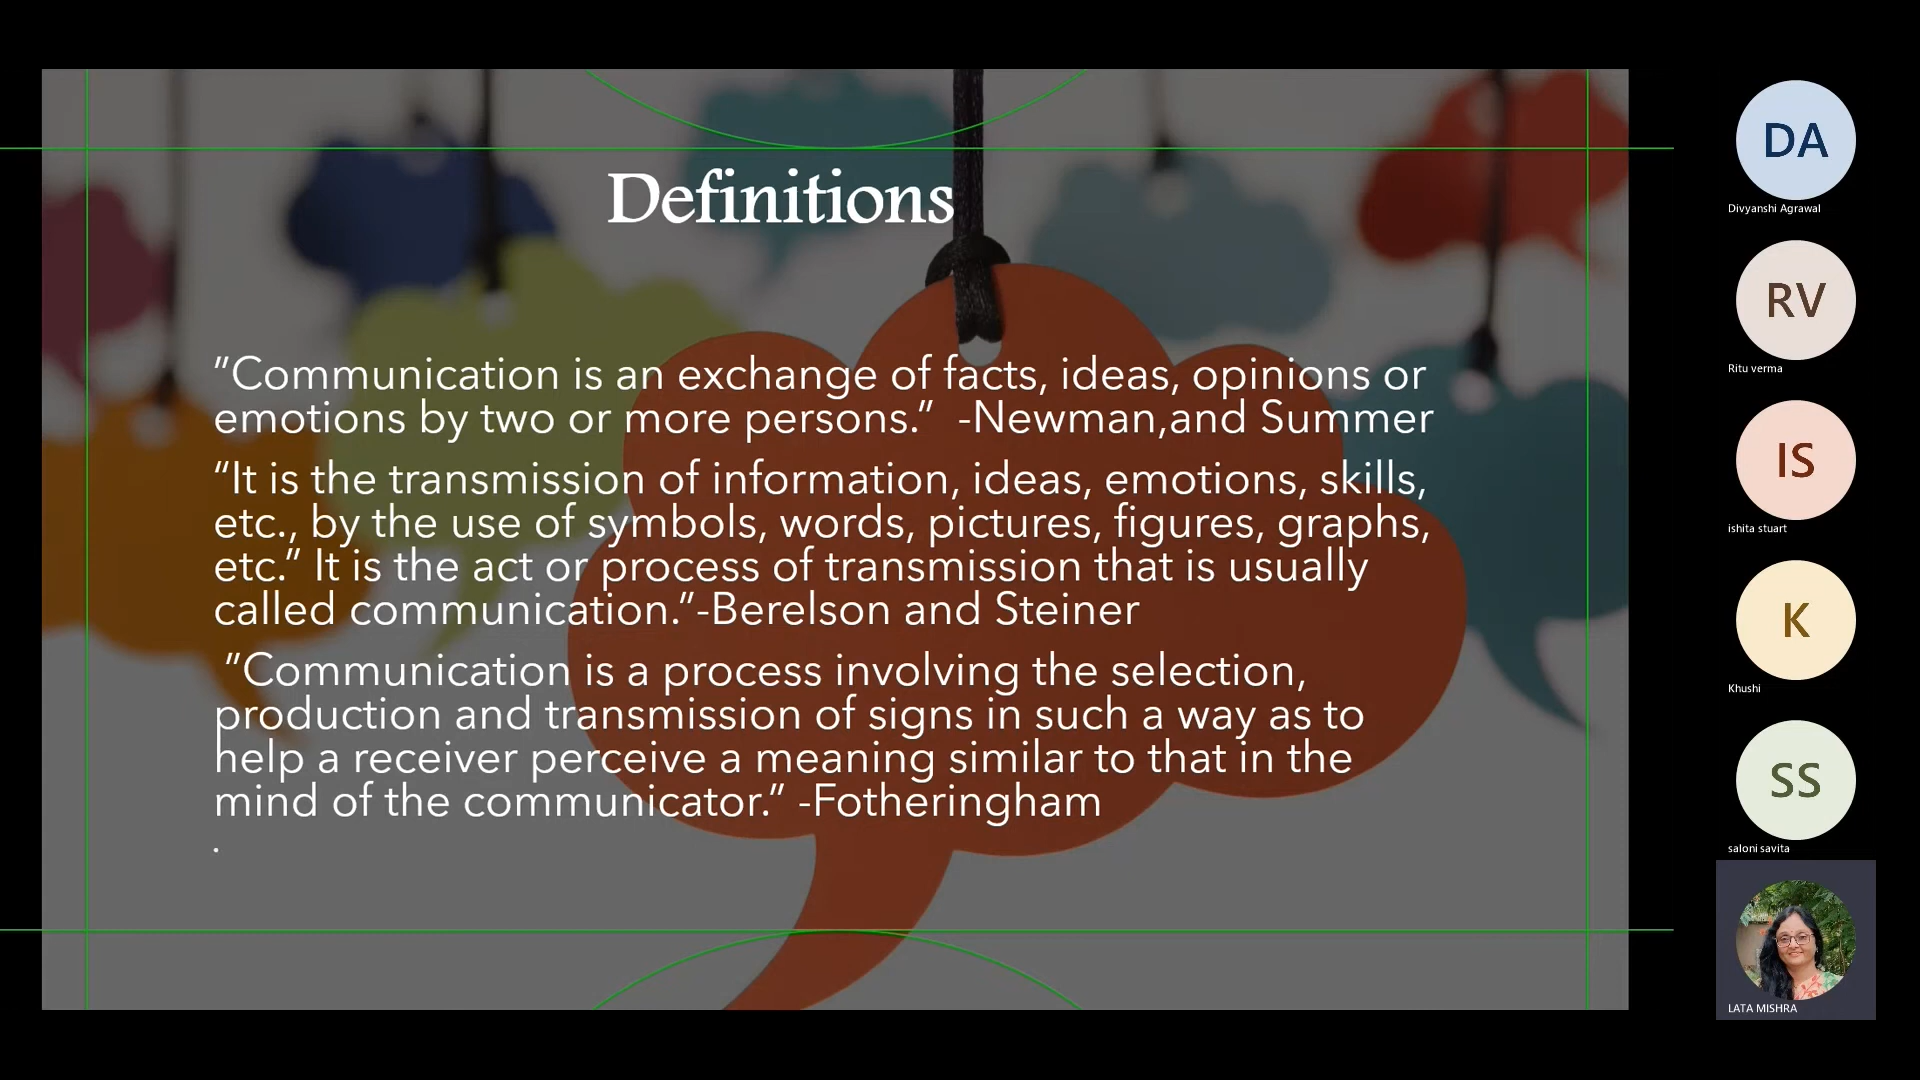 Definitions
"Communication is an exchange of facts, ideas, opinions or
emotions by two or more persons.”  -Newman,and Summer
“It is the transmission of information, ideas, emotions, skills,
etc., by the use of symbols, words, pictures, figures, graphs,
etc.” It is the act or process of transmission that is usually
called communication.”-Berelson and Steiner
"Communication is a process involving the selection,
production and transmission of signs in such a way as to
help a receiver perceive a meaning similar to that in the
mind of the communicator.” -Fotheringham
.
DA
Divyanshi Agrawal
RV
Ritu verma
IS
ishita stuart
K
Khushi
SS
saloni savita
LATA MISHRA